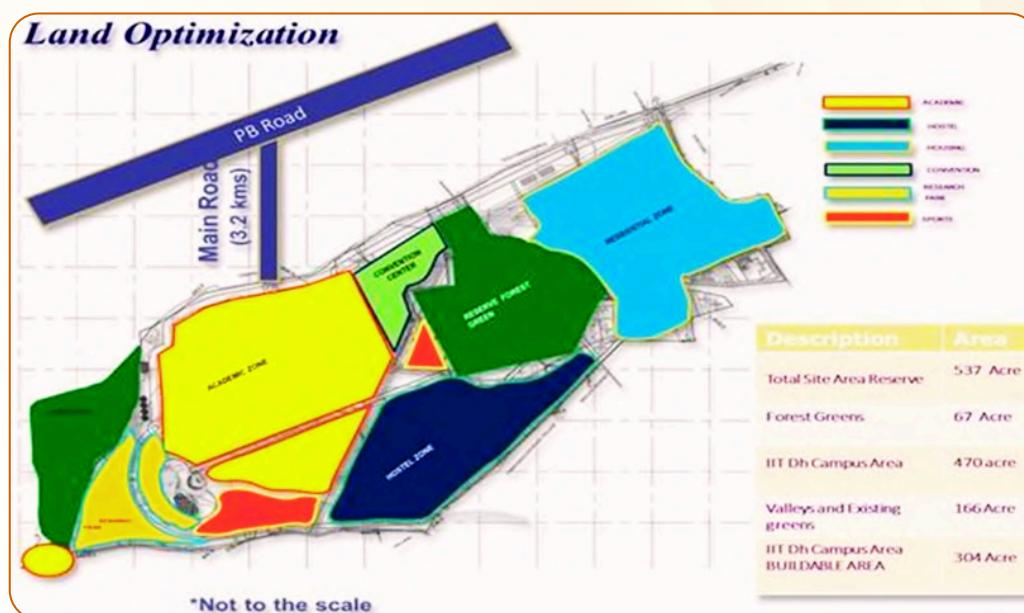 Land Optimization
PB Road
Main Road
(3.2 kms)
ACADEMIC
HOSTEL
HOUSING
CONVENTION
RESEARCH
PARK
SPORTS
RESIDENTIAL ZONE
CONVENTION
CENTER
RESERVE FOREST
GREEN
ACADEMIC ZONE
HOSTEL ZONE
Description Area
Total Site Area Reserve 537 Acre
Forest Greens 67 Acre
IIT Dh Campus Area 470 acre
Valleys and Existing
greens 166 Acre
IIT Dh Campus Area
BUILDABLE AREA 304 Acre
*Not to the scale